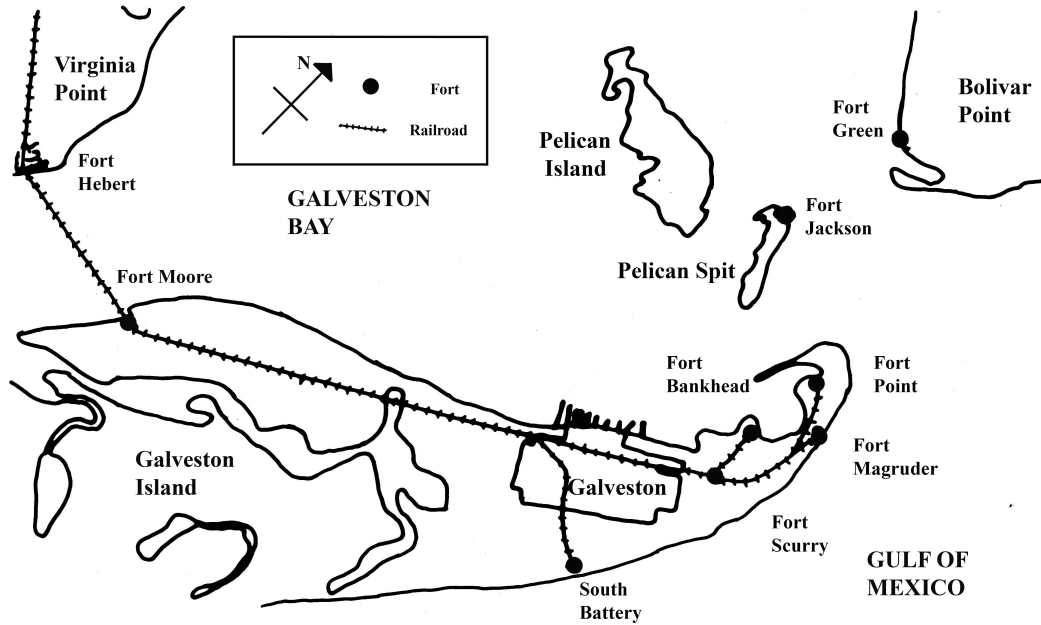 Virginia
Point
N
Fort
Railroad
Fort
Hebert
GALVESTON
BAY
Pelican
Island
Fort
Green
Bolivar
Point
Fort
Jackson
Pelican Spit
Fort Moore
Fort
Bankhead
Fort
Point
Fort
Magruder
Galveston
Island
Galveston
Fort
Scurry
South
Battery
GULF OF
MEXICO